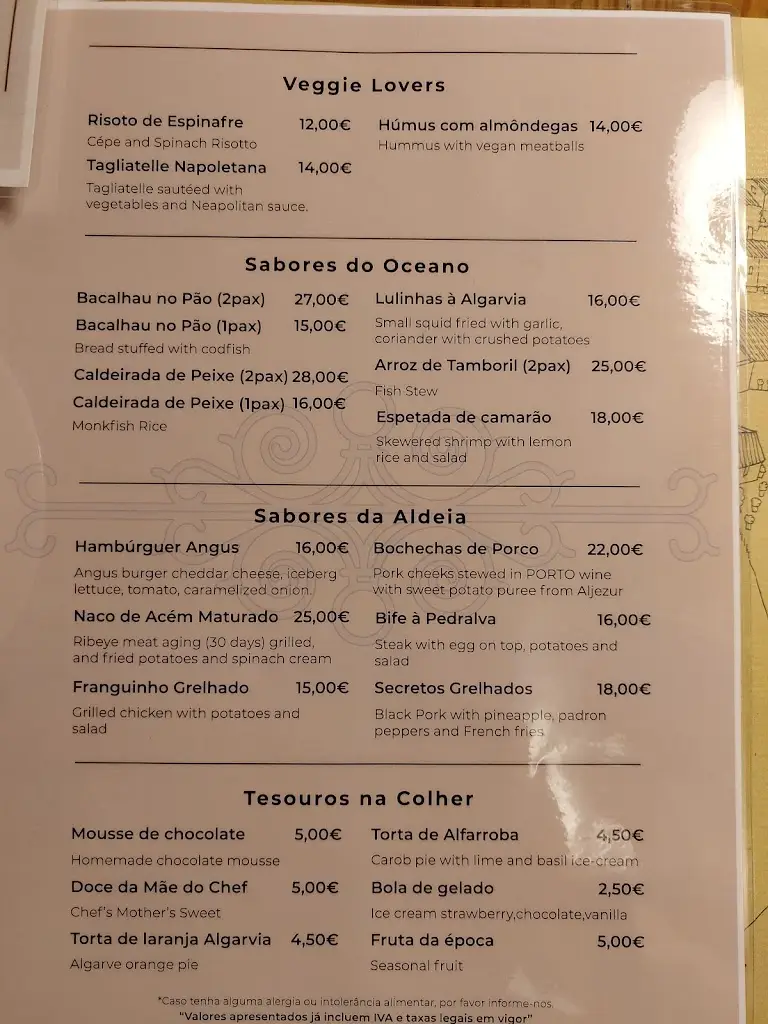 Veggie Lovers
Risoto de Espinafre 12,00€
Cépe and Spinach Risotto
Tagliatelle Napoletana 14,00€
Tagliatelle sautéed with
vegetables and Neapolitan sauce.
Húmus com almôndegas 14,00€
Hummus with vegan meatballs
Sabores do Oceano
Bacalhau no Pão (2pax) 27,00€
Bacalhau no Pão (1pax) 15,00€
Bread stuffed with codfish
Caldeirada de Peixe (2pax) 28,00€
Caldeirada de Peixe (1pax) 16,00€
Monkfish Rice
Lulinhas à Algarvia 16,00€
Small squid fried with garlic,
coriander with crushed potatoes
Arroz de Tamboril (2pax) 25,00€
Fish Stew
Espetada de camarão 18,00€
Skewered shrimp with lemon
rice and salad
Sabores da Aldeia
Hambúrguer Angus 16,00€
Angus burger cheddar cheese, iceberg
lettuce, tomato, caramelized onion.
Naco de Acém Maturado 25,00€
Ribeye meat aging (30 days) grilled,
and fried potatoes and spinach cream
Franguinho Grelhado 15,00€
Grilled chicken with potatoes and
salad
Bochechas de Porco 22,00€
Pork cheeks stewed in PORTO wine
with sweet potato puree from Aljezur
Bife à Pedralva 16,00€
Steak with egg on top, potatoes and
salad
Secretos Grelhados 18,00€
Black Pork with pineapple, padron
peppers and French fries
Tesouros na Colher
Mousse de chocolate 5,00€
Homemade chocolate mousse
Doce da Mãe do Chef 5,00€
Chef's Mother's Sweet
Torta de laranja Algarvia 4,50€
Algarve orange pie
Torta de Alfarroba 4,50€
Carob pie with lime and basil ice-cream
Bola de gelado 2,50€
Ice cream strawberry,chocolate,vanilla
Fruta da época 5,00€
Seasonal fruit
*Caso tenha alguma alergia ou intolerância alimentar, por favor informe-nos.
"Valores apresentados já incluem IVA e taxas legais em vigor"